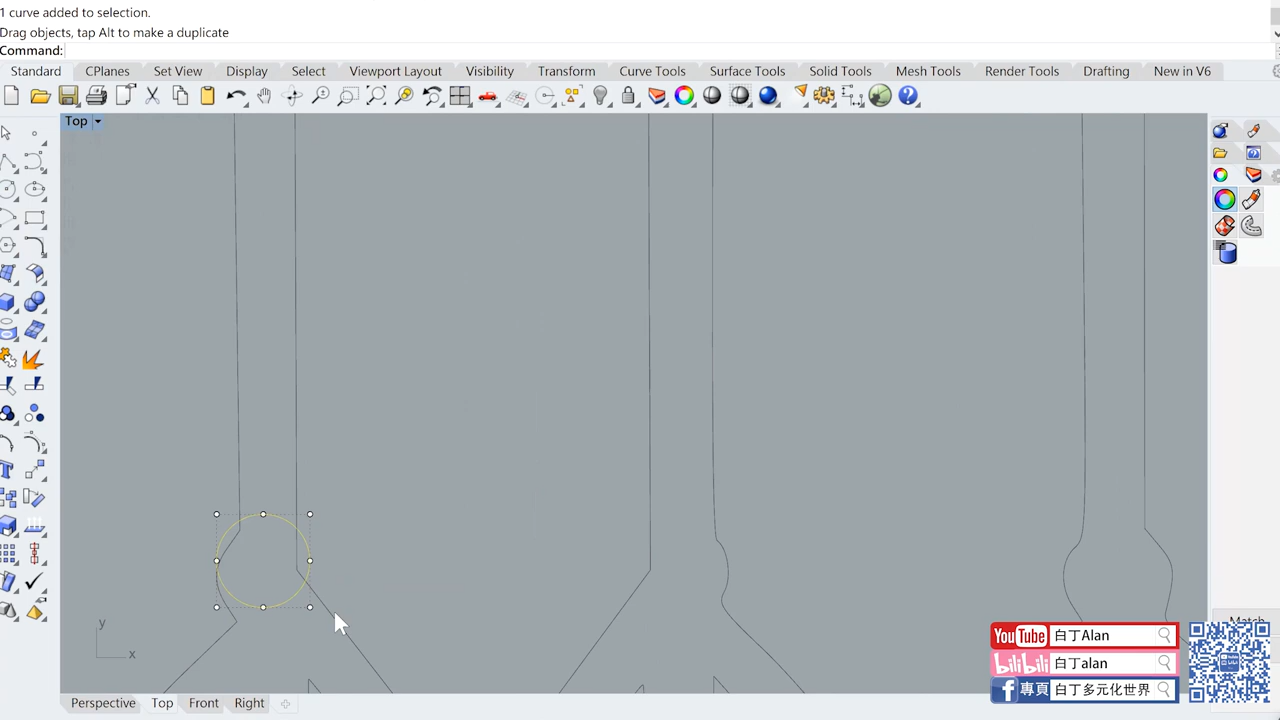 1 curve added to selection.
Drag objects, tap Alt to make a duplicate
Command:
Standard CPlanes Set View Display Select Viewport Layout Visibility Transform Curve Tools Surface Tools Solid Tools Mesh Tools Render Tools Drafting New in V6
Top
y
x
Match
YouTube 白丁Alan
bilibili 白丁alan
f 專頁 白丁多元化世界
Perspective Top Front Right